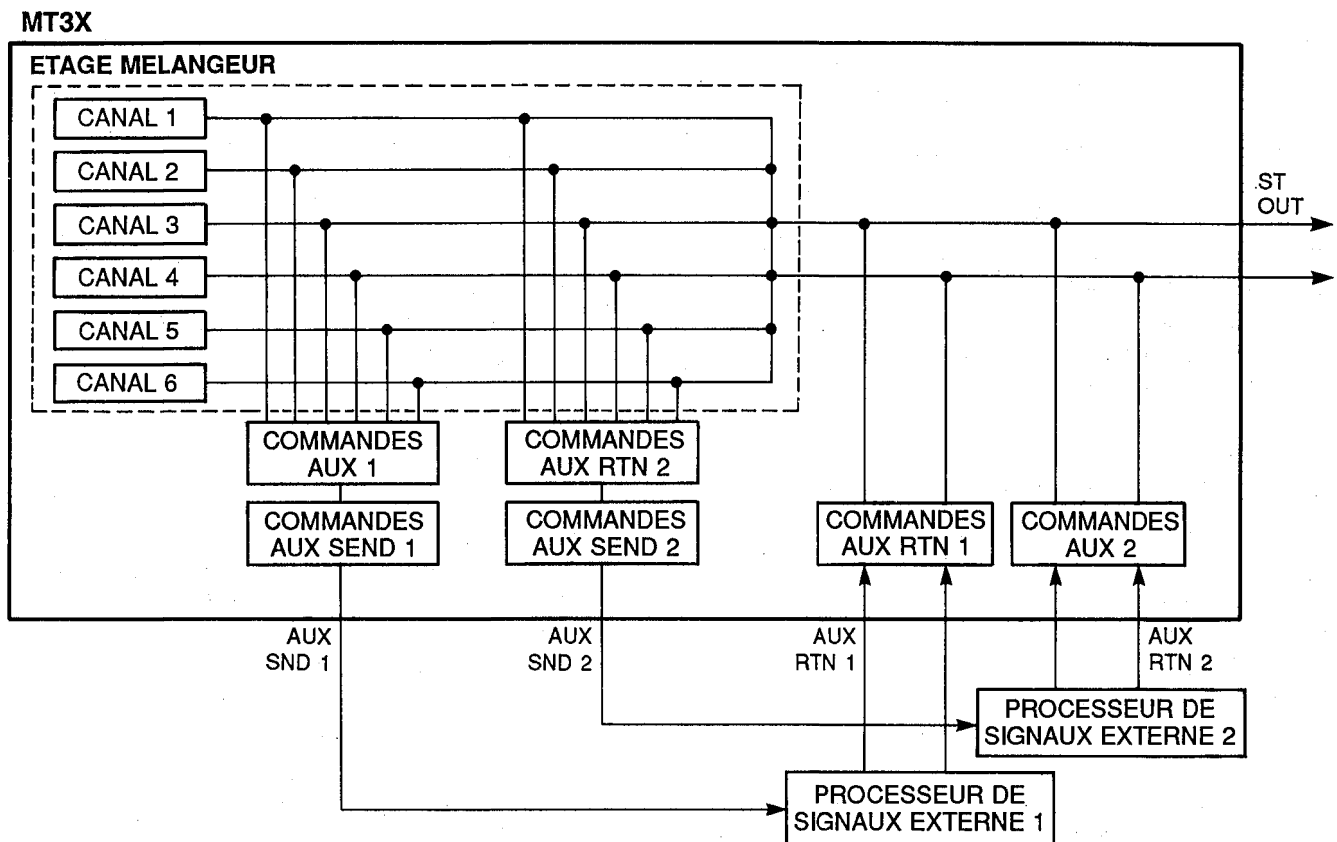 MT3X
ETAGE MELANGEUR
CANAL 1
CANAL 2
CANAL 3
CANAL 4
CANAL 5
CANAL 6
ST
OUT
COMMANDES
AUX 1
COMMANDES
AUX RTN 2
COMMANDES
AUX SEND 1
COMMANDES
AUX SEND 2
COMMANDES
AUX RTN 1
COMMANDES
AUX 2
AUX
SND 1
AUX
SND 2
AUX
RTN 1
AUX
RTN 2
PROCESSEUR DE
SIGNAUX EXTERNE 2
PROCESSEUR DE
SIGNAUX EXTERNE 1